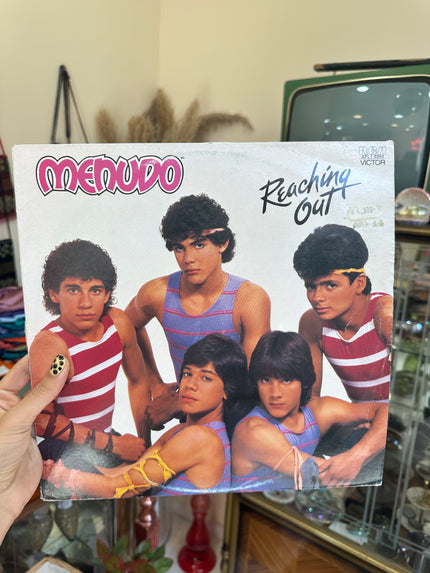 MENUDO
Reaching
Out
RCA
VICTOR